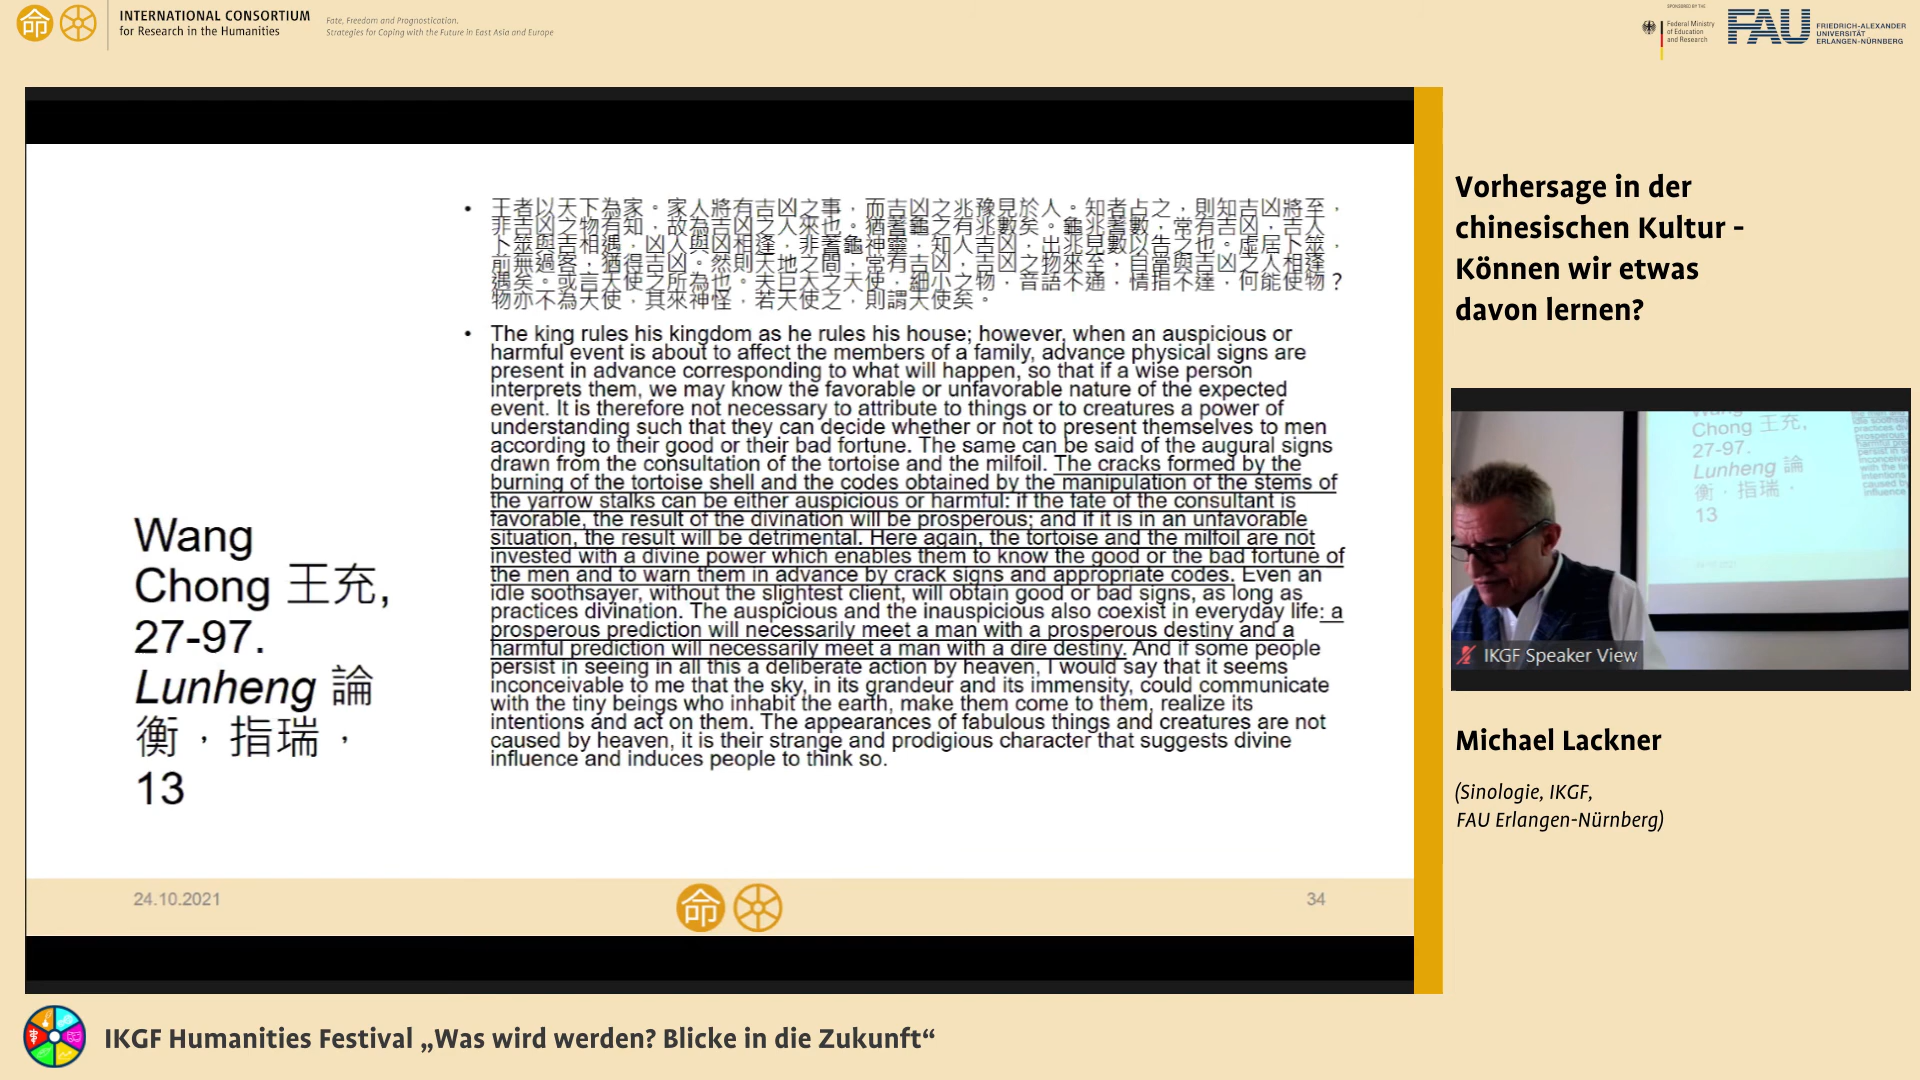 命
INTERNATIONAL CONSORTIUM
for Research in the Humanities
Fate, Freedom and Prognostication.
Strategies for Coping with the Future in East Asia and Europe
SPONSORED BY THE
Federal Ministry
of Education
and Research
FAU
FRIEDRICH-ALEXANDER
UNIVERSITÄT
ERLANGEN-NÜRNBERG
Wang
Chong 王充,
27-97.
Lunheng 論
衡，指瑞，
13
• 王者以天下為家。家人將有吉凶之事，而吉凶之兆豫見於人。知者占之，則知吉凶將至，
非吉凶之物有知，故為吉凶之人來也。猶蓍龜之有兆數矣。龜兆蓍數，常有吉凶，吉人
卜筮與吉相遇，凶人與凶相逢，非蓍龜神靈，知人吉凶，出兆見數以告之也。虛居卜筮，
前無過客，猶得吉凶。然則天地之間，常有吉凶，吉凶之物來至，自當與吉凶之人相逢
遇矣。或言天使之所為也。夫巨大之天使，細小之物，音語不通，情指不達，何能使物？
物亦不為天使，其來神怪，若天使之，則謂天使矣。
• The king rules his kingdom as he rules his house; however, when an auspicious or
harmful event is about to affect the members of a family, advance physical signs are
present in advance corresponding to what will happen, so that if a wise person
interprets them, we may know the favorable or unfavorable nature of the expected
event. It is therefore not necessary to attribute to things or to creatures a power of
understanding such that they can decide whether or not to present themselves to men
according to their good or their bad fortune. The same can be said of the augural signs
drawn from the consultation of the tortoise and the milfoil. The cracks formed by the
burning of the tortoise shell and the codes obtained by the manipulation of the stems of
the yarrow stalks can be either auspicious or harmful: if the fate of the consultant is
favorable, the result of the divination will be prosperous; and if it is in an unfavorable
situation, the result will be detrimental. Here again, the tortoise and the milfoil are not
invested with a divine power which enables them to know the good or the bad fortune of
the men and to warn them in advance by crack signs and appropriate codes. Even an
idle soothsayer, without the slightest client, will obtain good or bad signs, as long as
practices divination. The auspicious and the inauspicious also coexist in everyday life: a
prosperous prediction will necessarily meet a man with a prosperous destiny and a
harmful prediction will necessarily meet a man with a dire destiny. And if some people
persist in seeing in all this a deliberate action by heaven, I would say that it seems
inconceivable to me that the sky, in its grandeur and its immensity, could communicate
with the tiny beings who inhabit the earth, make them come to them, realize its
intentions and act on them. The appearances of fabulous things and creatures are not
caused by heaven, it is their strange and prodigious character that suggests divine
influence and induces people to think so.
24.10.2021
命
34
Vorhersage in der
chinesischen Kultur -
Können wir etwas
davon lernen?
Chong 王充,
27-97.
Lunheng 論
衡，指瑞，
13
IKGF Speaker View
Michael Lackner
(Sinologie, IKGF,
FAU Erlangen-Nürnberg)
IKGF Humanities Festival „Was wird werden? Blicke in die Zukunft“